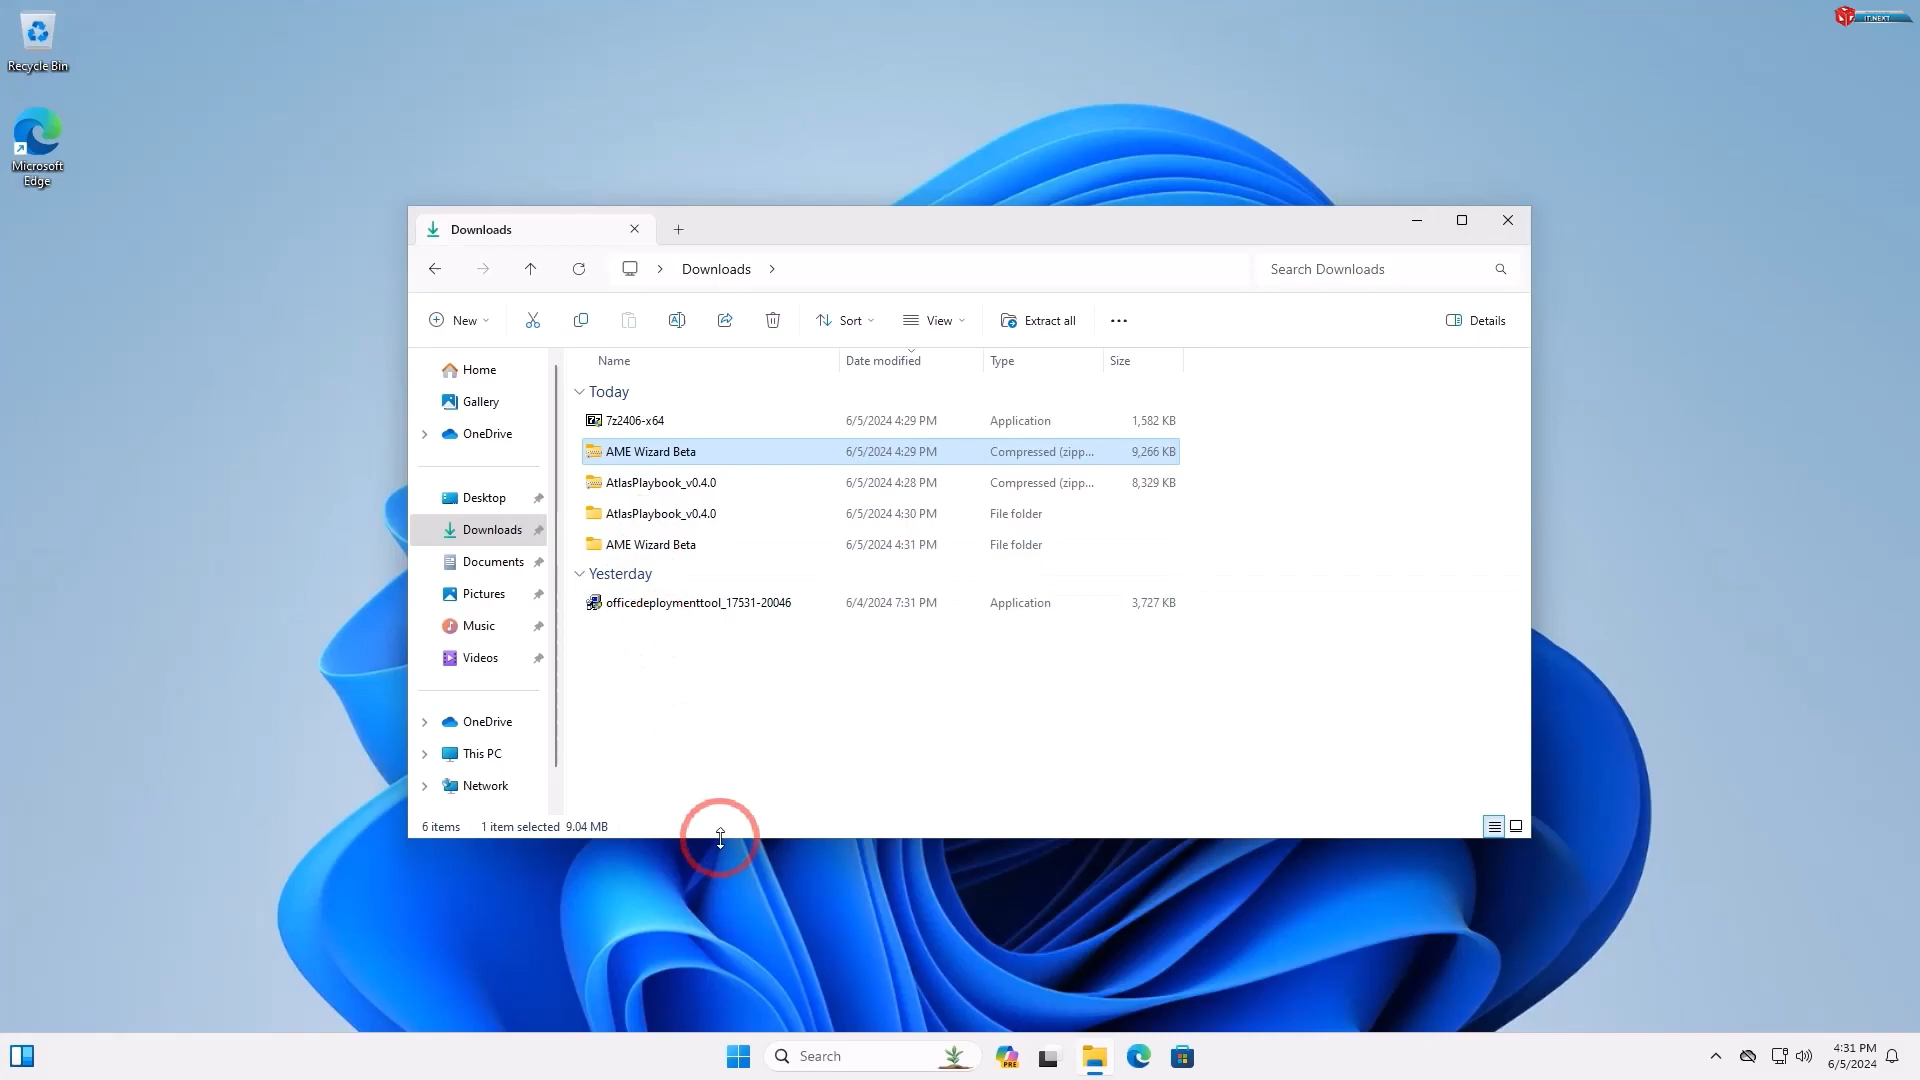 IT.NEXT
Recycle Bin
Microsoft
Edge
Downloads
Downloads
Search Downloads
New
Sort
View
Extract all
Details
Home
Gallery
OneDrive
Desktop
Downloads
Documents
Pictures
Music
Videos
OneDrive
This PC
Network
Name Date modified Type Size
Today
7z2406-x64 6/5/2024 4:29 PM Application 1,582 KB
AME Wizard Beta 6/5/2024 4:29 PM Compressed (zipp... 9,266 KB
AtlasPlaybook_v0.4.0 6/5/2024 4:28 PM Compressed (zipp... 8,329 KB
AtlasPlaybook_v0.4.0 6/5/2024 4:30 PM File folder
AME Wizard Beta 6/5/2024 4:31 PM File folder
Yesterday
officedeploymenttool_17531-20046 6/4/2024 7:31 PM Application 3,727 KB
6 items 1 item selected 9.04 MB
Search
PRE
4:31 PM
6/5/2024